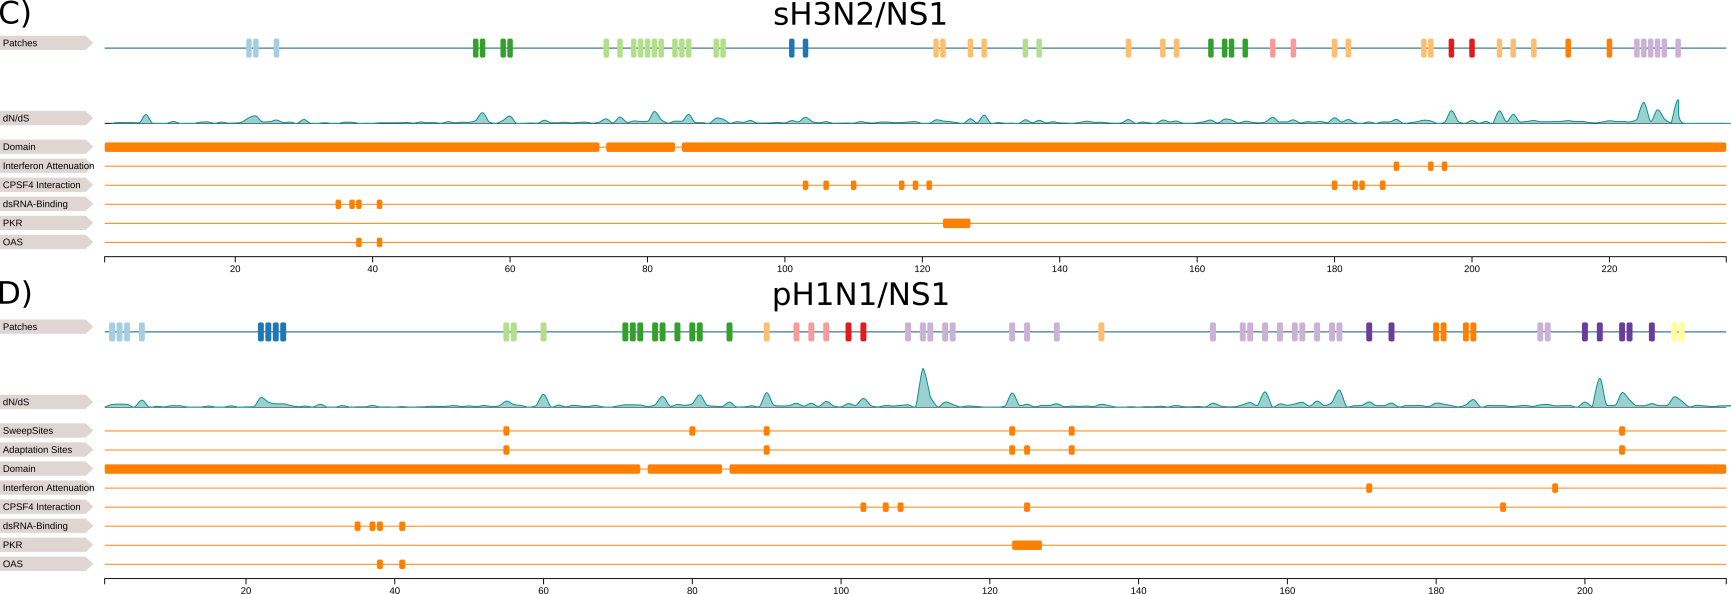 C) sH3N2/NS1
Patches
dN/dS
Domain
Interferon Attenuation
CPSF4 Interaction
dsRNA-Binding
PKR
OAS
20 40 60 80 100 120 140 160 180 200 220
D) pH1N1/NS1
Patches
dN/dS
SweepSites
Adaptation Sites
Domain
Interferon Attenuation
CPSF4 Interaction
dsRNA-Binding
PKR
OAS
20 40 60 80 100 120 140 160 180 200